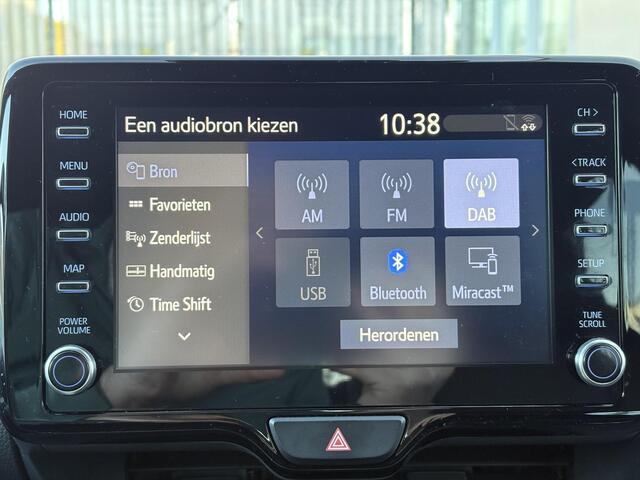 HOME
MENU
AUDIO
MAP
POWER
VOLUME
Een audiobron kiezen 10:38
Bron
Favorieten
Zenderlijst
Handmatig
Time Shift
AM FM DAB
USB Bluetooth Miracast™
Herordenen
CH >
< TRACK
PHONE
SETUP
TUNE
SCROLL